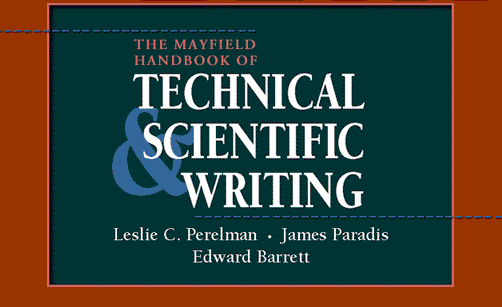 THE MAYFIELD
HANDBOOK OF
TECHNICAL
& SCIENTIFIC
WRITING
Leslie C. Perelman • James Paradis
Edward Barrett